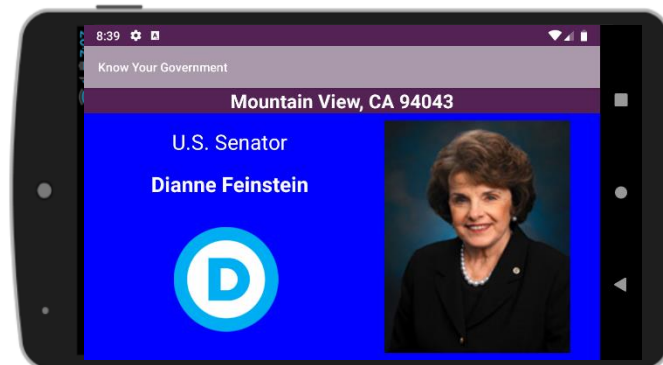 8:39
Know Your Government
Mountain View, CA 94043
U.S. Senator
Dianne Feinstein
D